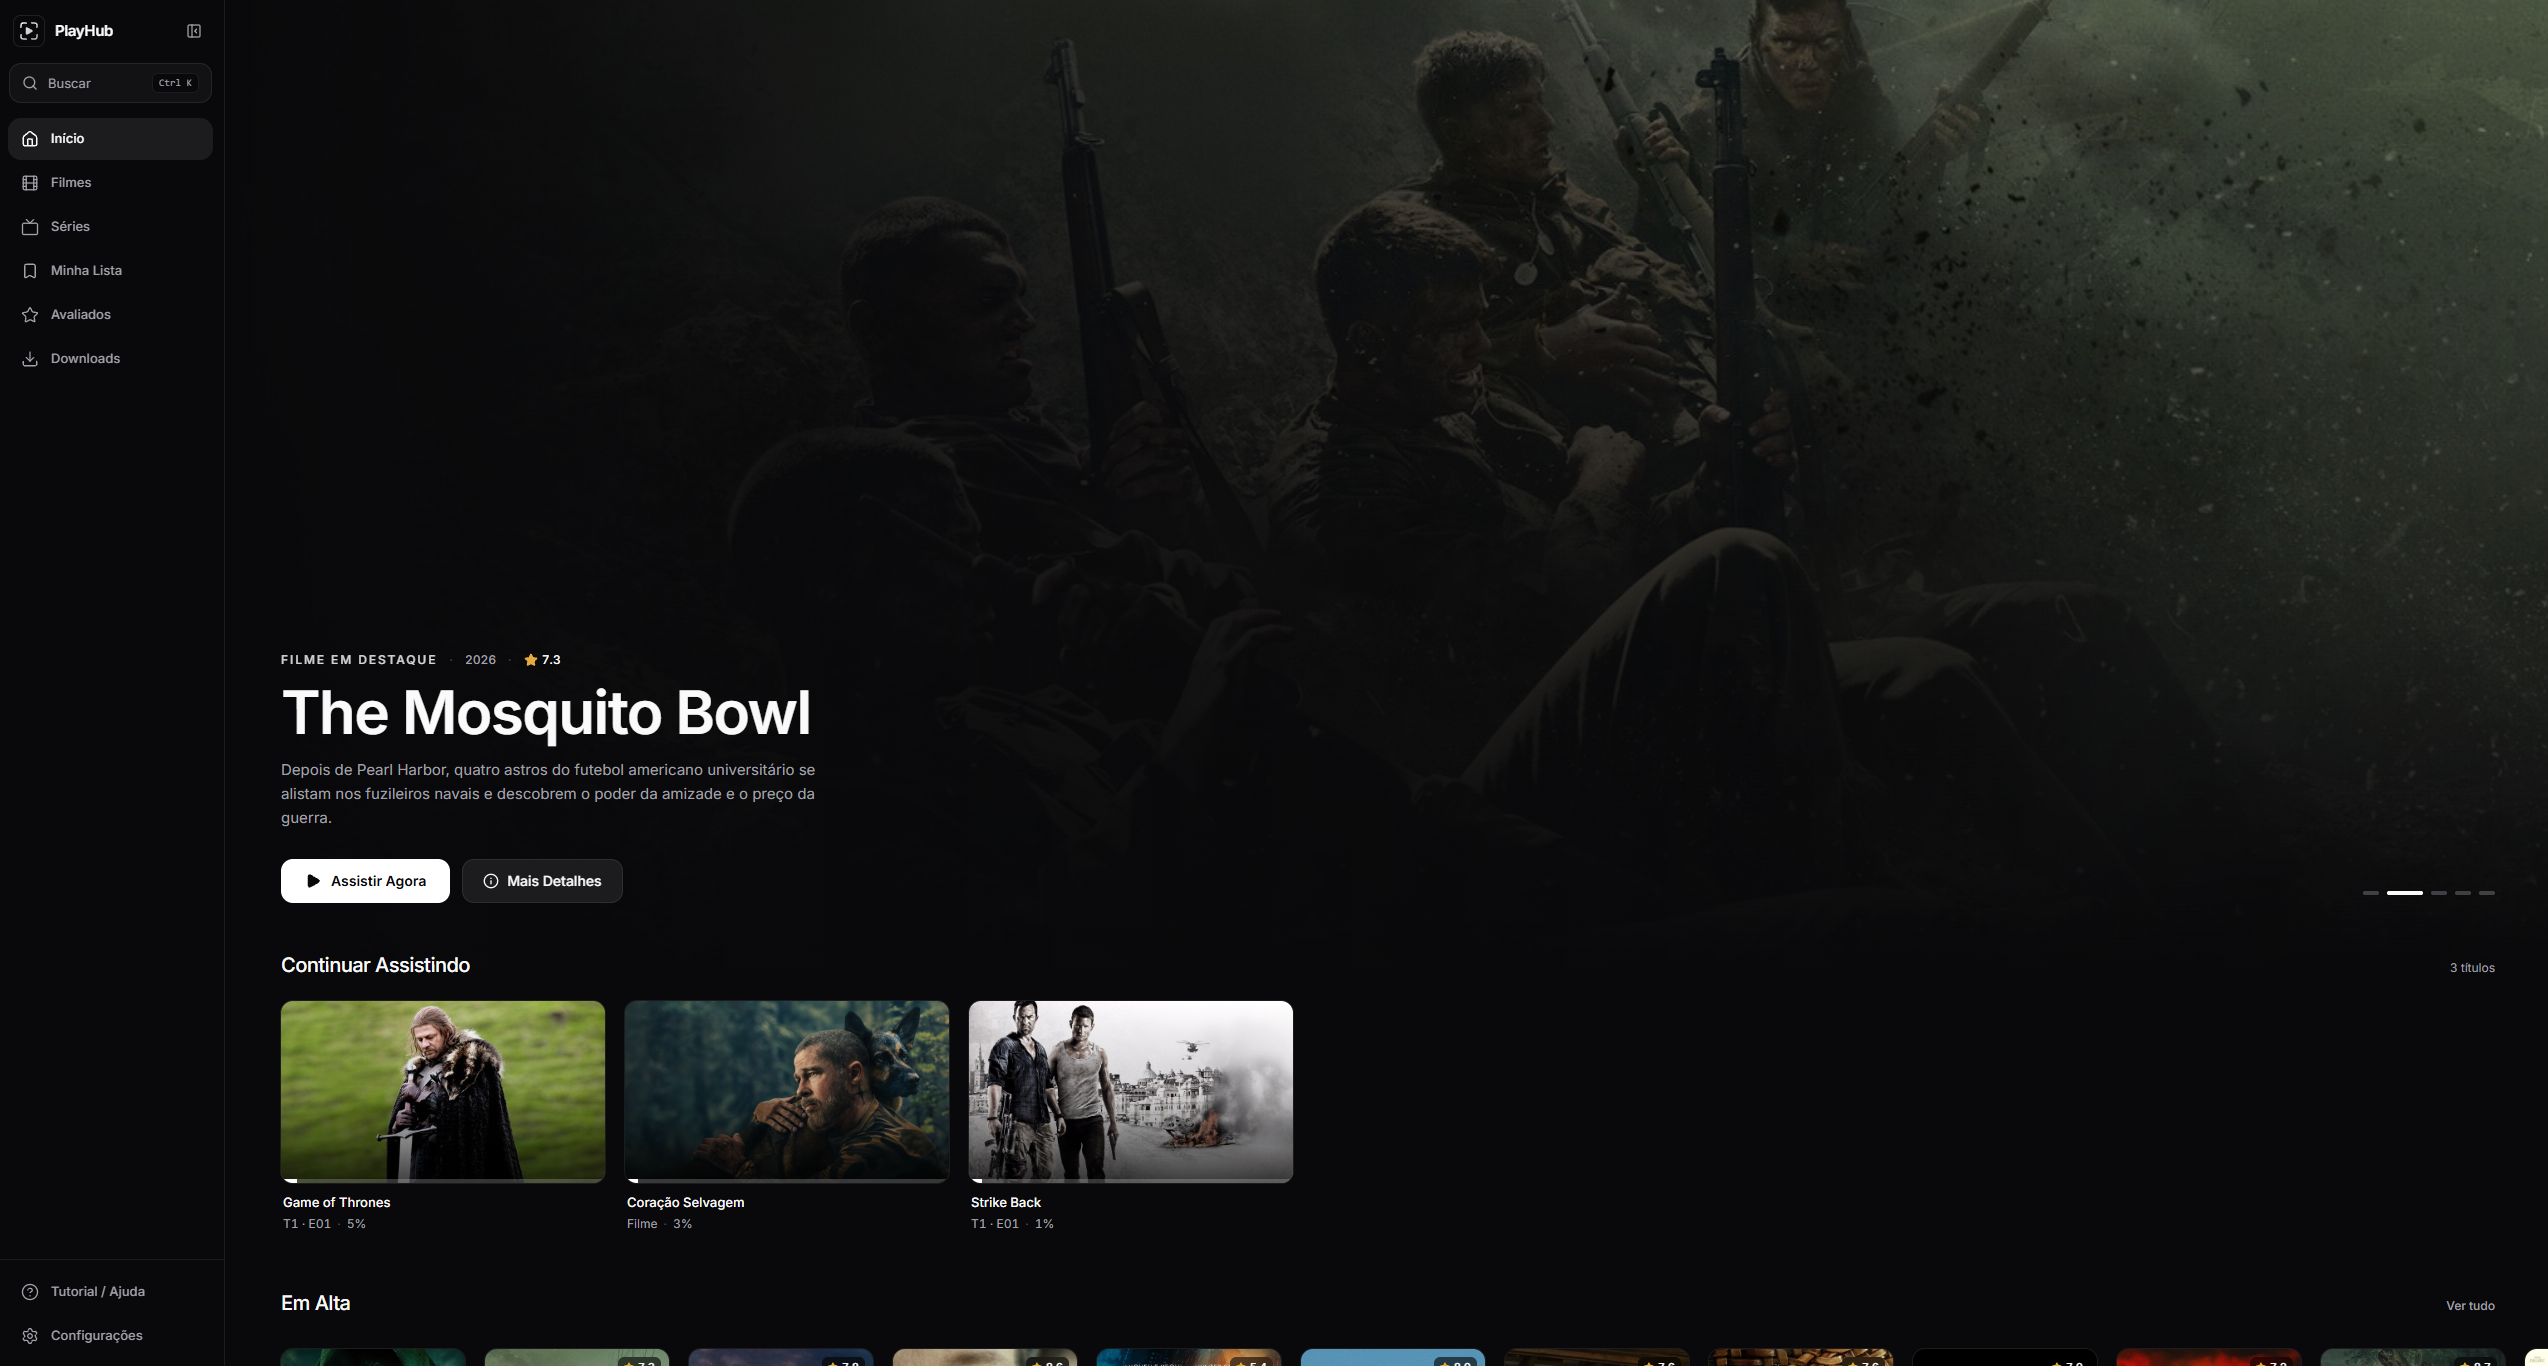 PlayHub
Buscar
Ctrl K
Início
Filmes
Séries
Minha Lista
Avaliados
Downloads
FILME EM DESTAQUE · 2026 · 7.3
The Mosquito Bowl
Depois de Pearl Harbor, quatro astros do futebol americano universitário se
alistam nos fuzileiros navais e descobrem o poder da amizade e o preço da
guerra.
Assistir Agora
Mais Detalhes
Continuar Assistindo
3 títulos
Game of Thrones
T1 · E01 · 5%
Coração Selvagem
Filme · 3%
Strike Back
T1 · E01 · 1%
Em Alta
Ver tudo
Tutorial / Ajuda
Configurações